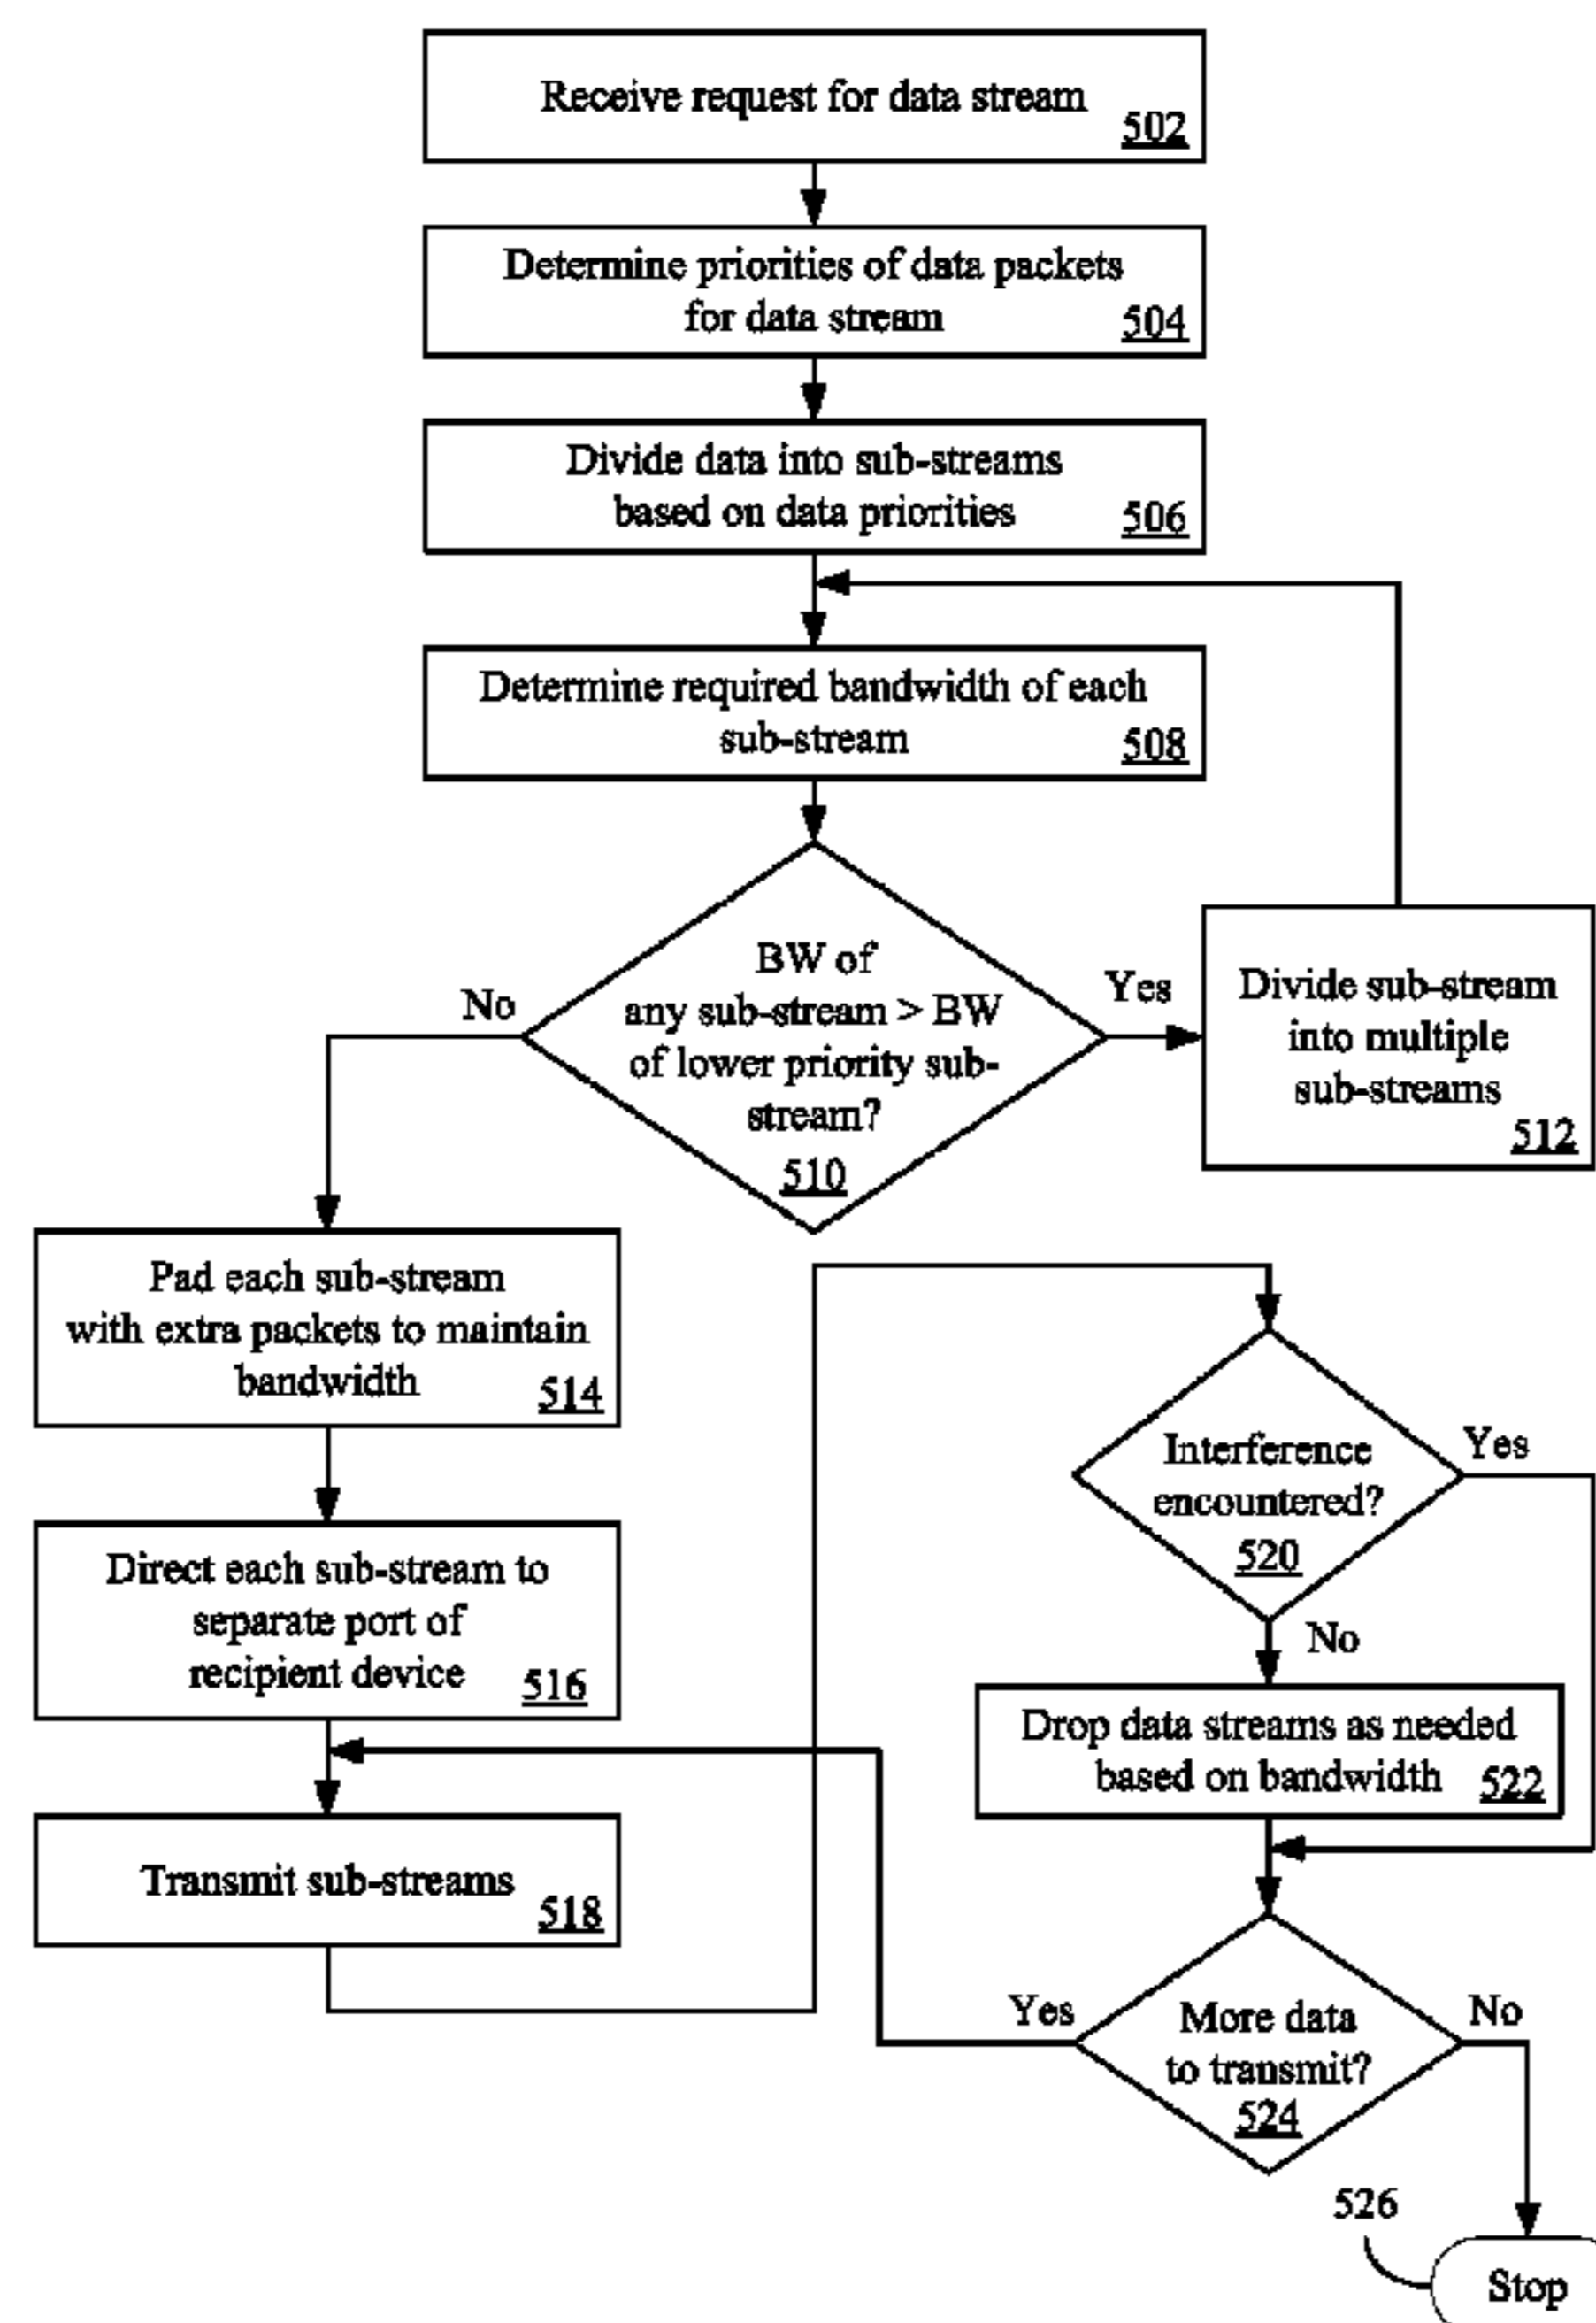 Receive request for data stream
502
Determine priorities of data packets
for data stream
504
Divide data into sub-streams
based on data priorities
506
Determine required bandwidth of each
sub-stream
508
BW of
any sub-stream > BW
of lower priority sub-
stream?
510
No
Yes
Divide sub-stream
into multiple
sub-streams
512
Pad each sub-stream
with extra packets to maintain
bandwidth
514
Direct each sub-stream to
separate port of
recipient device
516
Transmit sub-streams
518
Interference
encountered?
520
Yes
No
Drop data streams as needed
based on bandwidth
522
More data
to transmit?
524
Yes
No
526
Stop